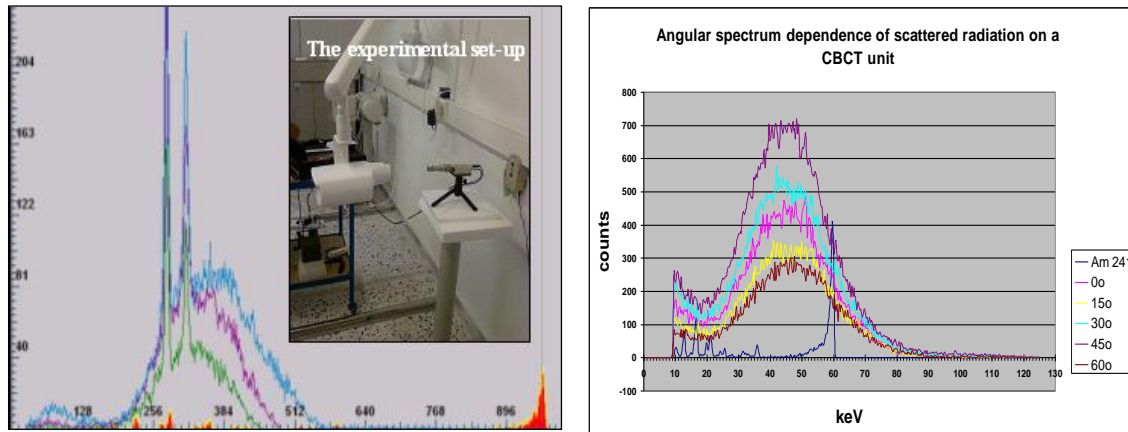 204
The experimental set-up
163
122
81
40
128 256 384 512 640 768 896
Angular spectrum dependence of scattered radiation on a
CBCT unit
800
700
600
500
400
300
200
100
0
-100
0 10 20 30 40 50 60 70 80 90 100 110 120 130
counts
keV
Am 241
0o
15o
30o
45o
60o